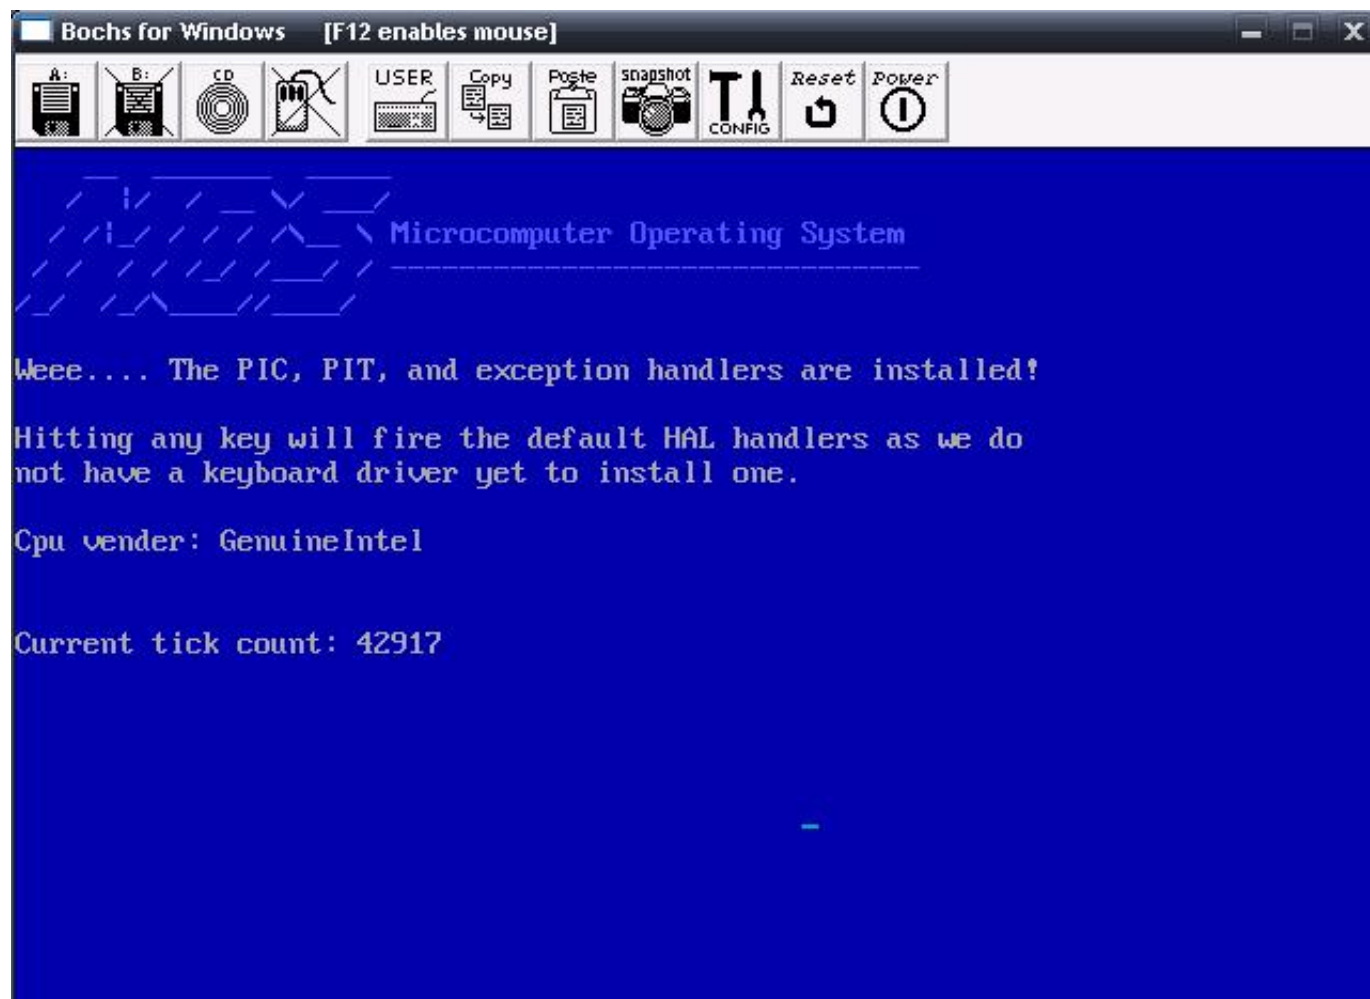 Bochs for Windows [F12 enables mouse]
A: B: CD USER Copy Paste snapshot CONFIG Reset Power
MOS
Microcomputer Operating System
Weee.... The PIC, PIT, and exception handlers are installed!
Hitting any key will fire the default HAL handlers as we do
not have a keyboard driver yet to install one.
Cpu vender: GenuineIntel
Current tick count: 42917